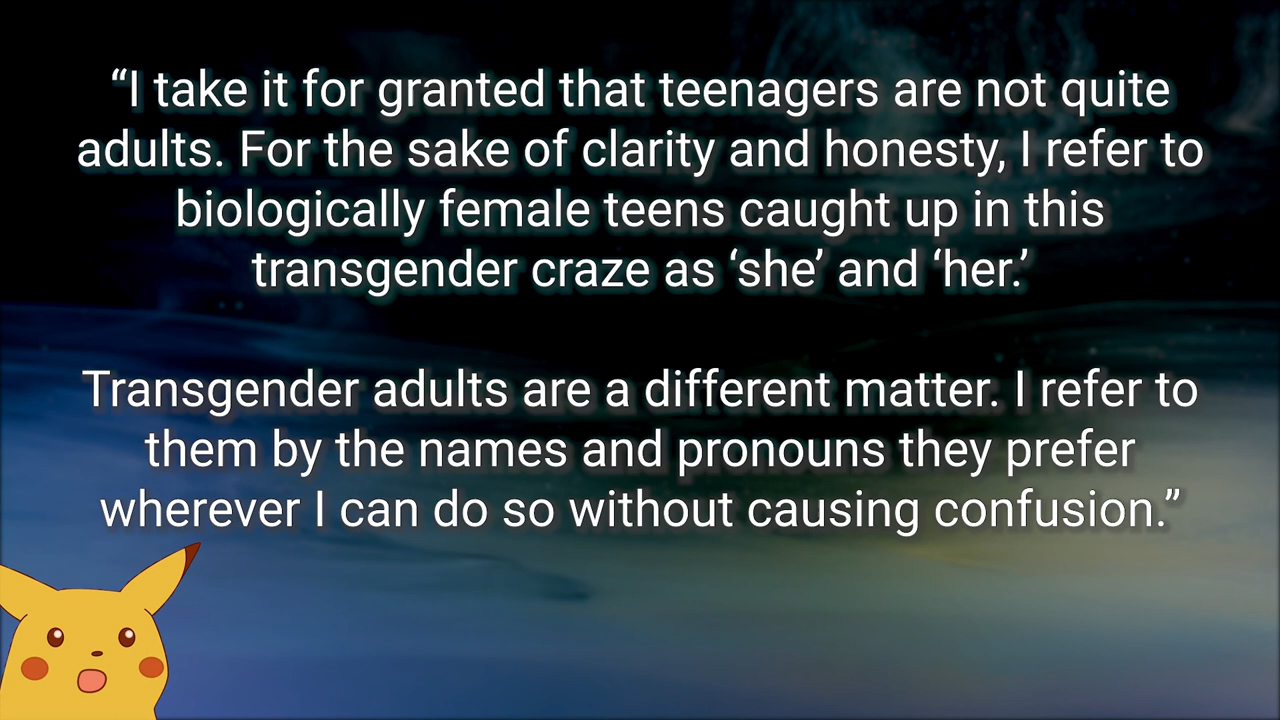 “I take it for granted that teenagers are not quite
adults. For the sake of clarity and honesty, I refer to
biologically female teens caught up in this
transgender craze as ‘she’ and ‘her.’
Transgender adults are a different matter. I refer to
them by the names and pronouns they prefer
wherever I can do so without causing confusion.”